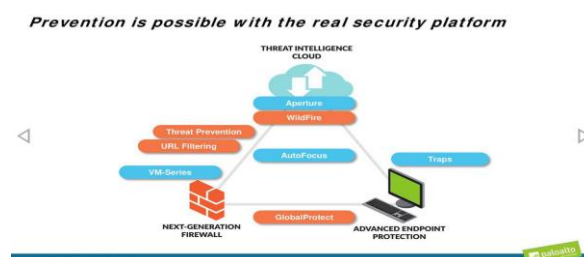 Prevention is possible with the real security platform
THREAT INTELLIGENCE
CLOUD
Aperture
WildFire
Threat Prevention
URL Filtering
AutoFocus
Traps
VM-Series
GlobalProtect
NEXT-GENERATION
FIREWALL
ADVANCED ENDPOINT
PROTECTION
paloalto